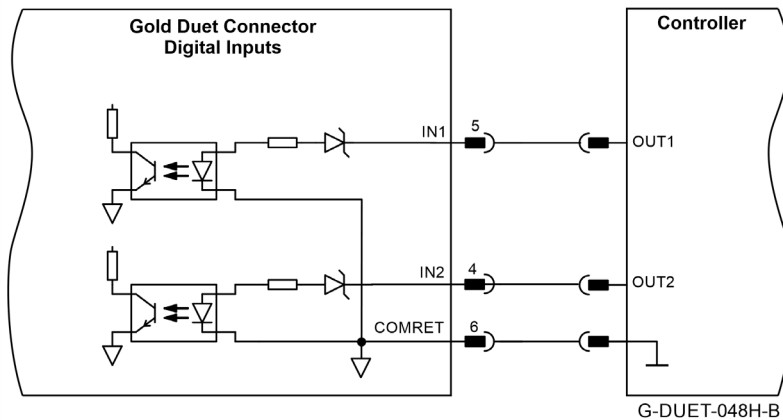 Gold Duet Connector
Digital Inputs
Controller
IN1
5
OUT1
IN2
4
OUT2
COMRET
6
G-DUET-048H-B